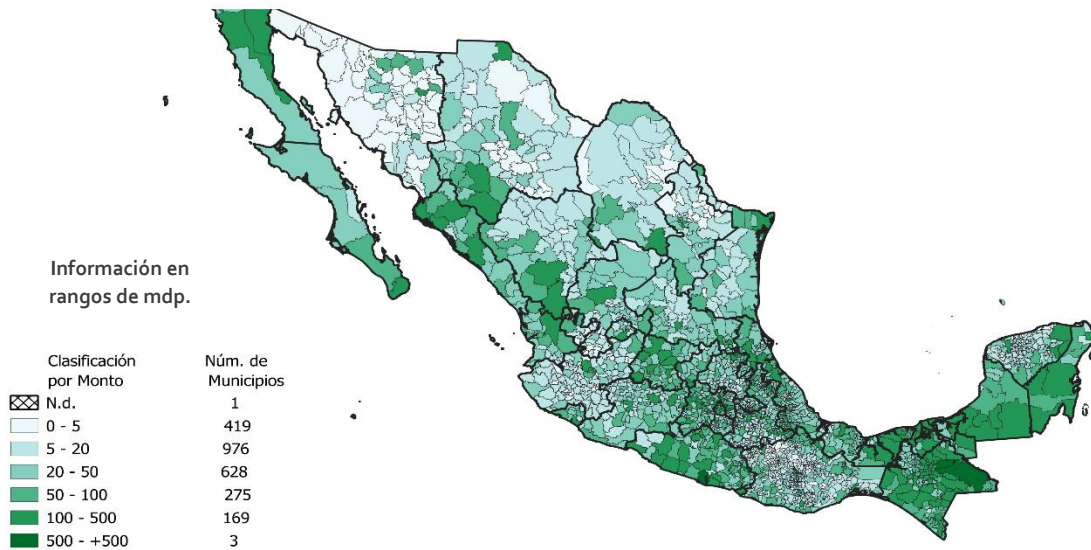 Información en
rangos de mdp.
Clasificación Núm. de
por Monto Municipios
N.d. 1
0 - 5 419
5 - 20 976
20 - 50 628
50 - 100 275
100 - 500 169
500 - +500 3